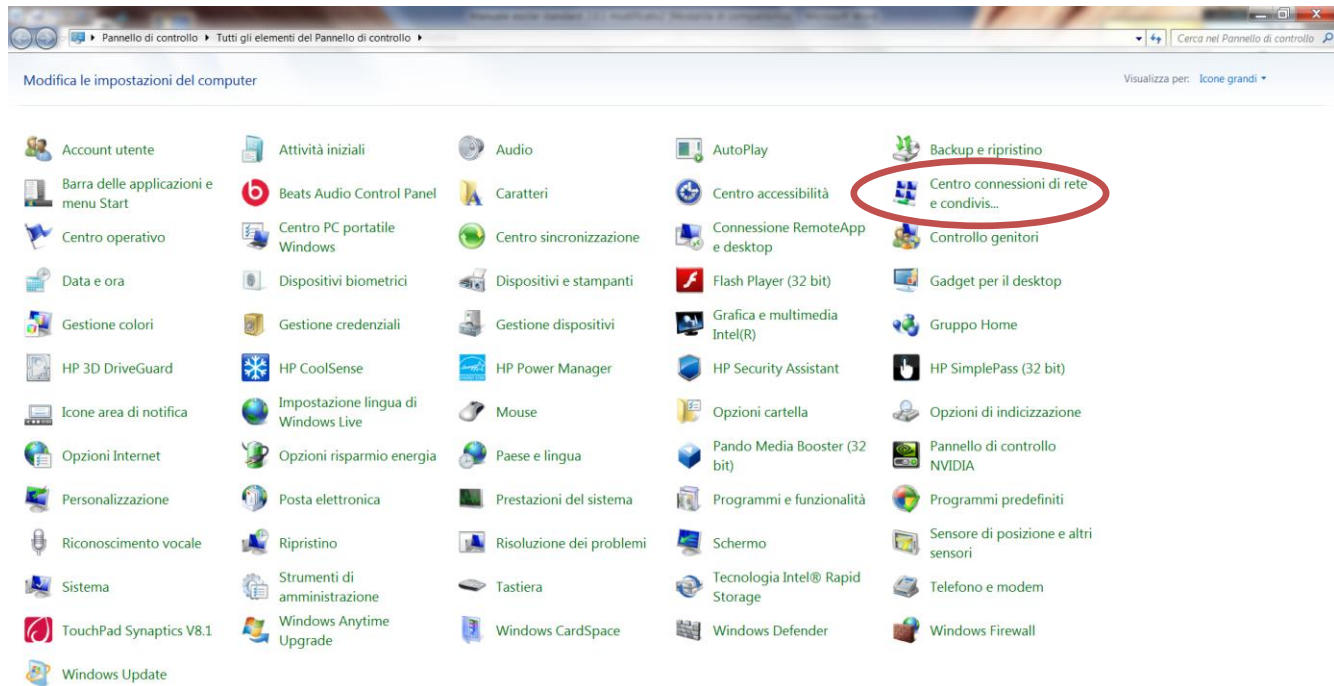 Pannello di controllo ▸ Tutti gli elementi del Pannello di controllo ▸
Cerca nel Pannello di controllo
Modifica le impostazioni del computer
Visualizza per: Icone grandi
Account utente
Attività iniziali
Audio
AutoPlay
Backup e ripristino
Barra delle applicazioni e
menu Start
Beats Audio Control Panel
Caratteri
Centro accessibilità
Centro connessioni di rete
e condivis...
Centro operativo
Centro PC portatile
Windows
Centro sincronizzazione
Connessione RemoteApp
e desktop
Controllo genitori
Data e ora
Dispositivi biometrici
Dispositivi e stampanti
Flash Player (32 bit)
Gadget per il desktop
Gestione colori
Gestione credenziali
Gestione dispositivi
Grafica e multimedia
Intel(R)
Gruppo Home
HP 3D DriveGuard
HP CoolSense
HP Power Manager
HP Security Assistant
HP SimplePass (32 bit)
Icone area di notifica
Impostazione lingua di
Windows Live
Mouse
Opzioni cartella
Opzioni di indicizzazione
Opzioni Internet
Opzioni risparmio energia
Paese e lingua
Pando Media Booster (32
bit)
Pannello di controllo
NVIDIA
Personalizzazione
Posta elettronica
Prestazioni del sistema
Programmi e funzionalità
Programmi predefiniti
Riconoscimento vocale
Ripristino
Risoluzione dei problemi
Schermo
Sensore di posizione e altri
sensori
Sistema
Strumenti di
amministrazione
Tastiera
Tecnologia Intel® Rapid
Storage
Telefono e modem
TouchPad Synaptics V8.1
Windows Anytime
Upgrade
Windows CardSpace
Windows Defender
Windows Firewall
Windows Update